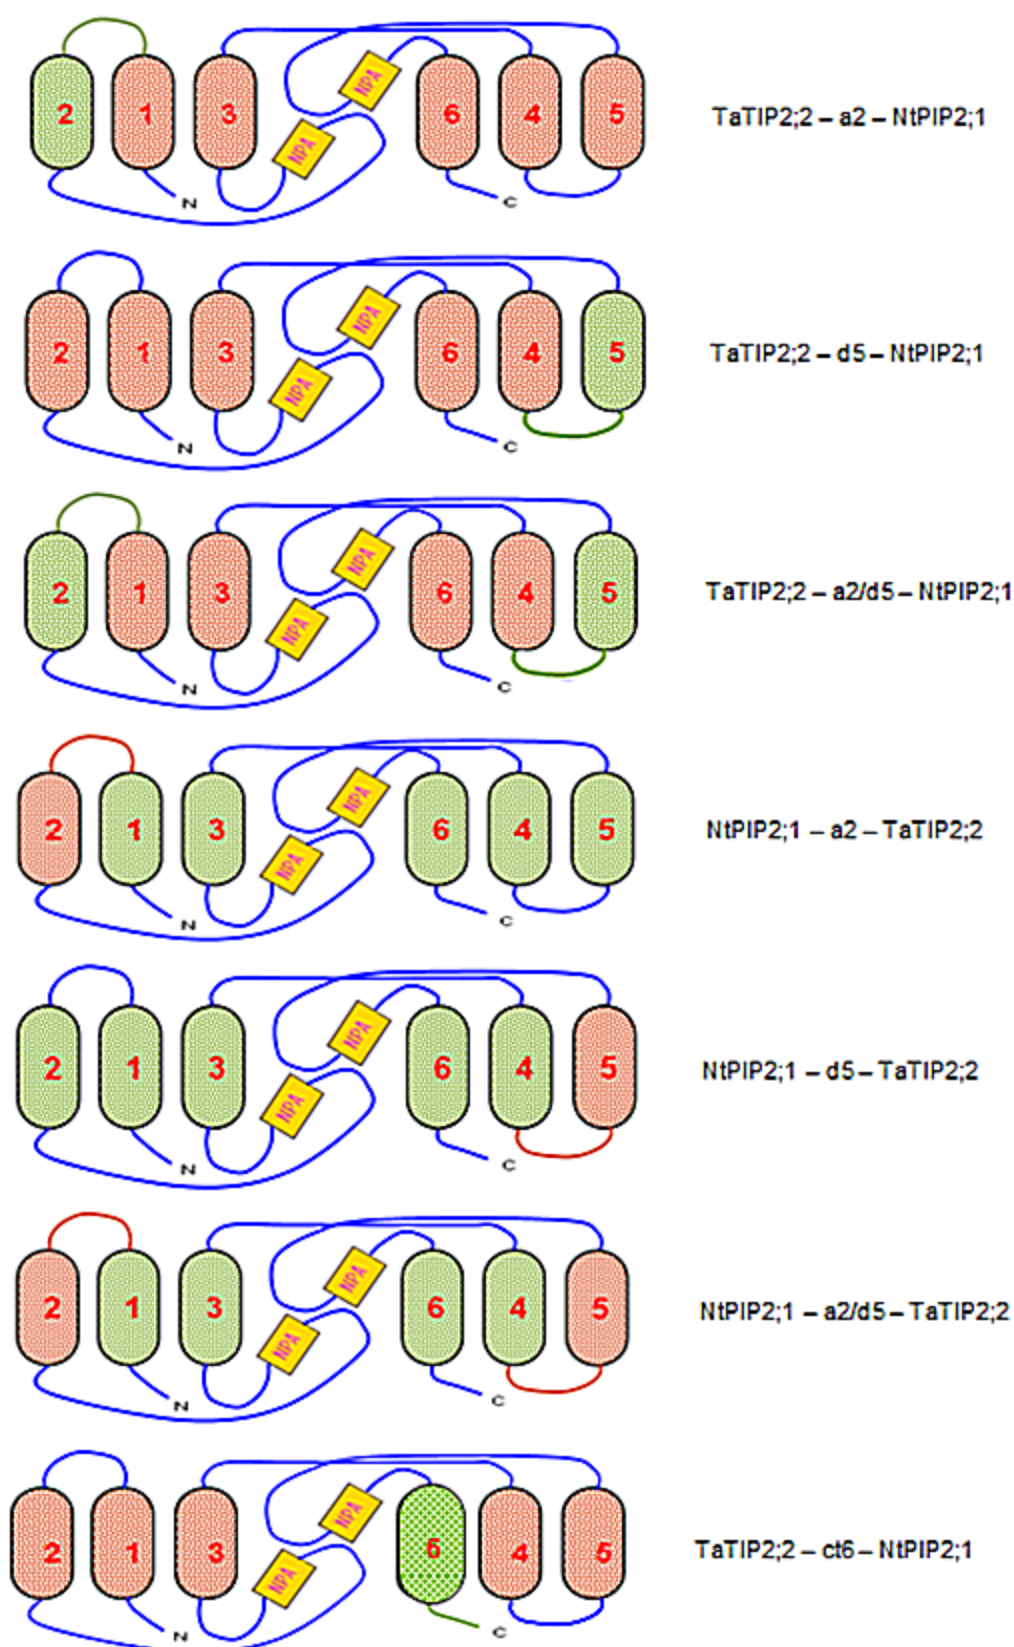 2 1 3 NPA NPA 6 4 5 N C TaTIP2;2 – a2 – NtPIP2;1
2 1 3 NPA NPA 6 4 5 N C TaTIP2;2 – d5 – NtPIP2;1
2 1 3 NPA NPA 6 4 5 N C TaTIP2;2 – a2/d5 – NtPIP2;1
2 1 3 NPA NPA 6 4 5 N C NtPIP2;1 – a2 – TaTIP2;2
2 1 3 NPA NPA 6 4 5 N C NtPIP2;1 – d5 – TaTIP2;2
2 1 3 NPA NPA 6 4 5 N C NtPIP2;1 – a2/d5 – TaTIP2;2
2 1 3 NPA NPA 6 4 5 N C TaTIP2;2 – ct6 – NtPIP2;1